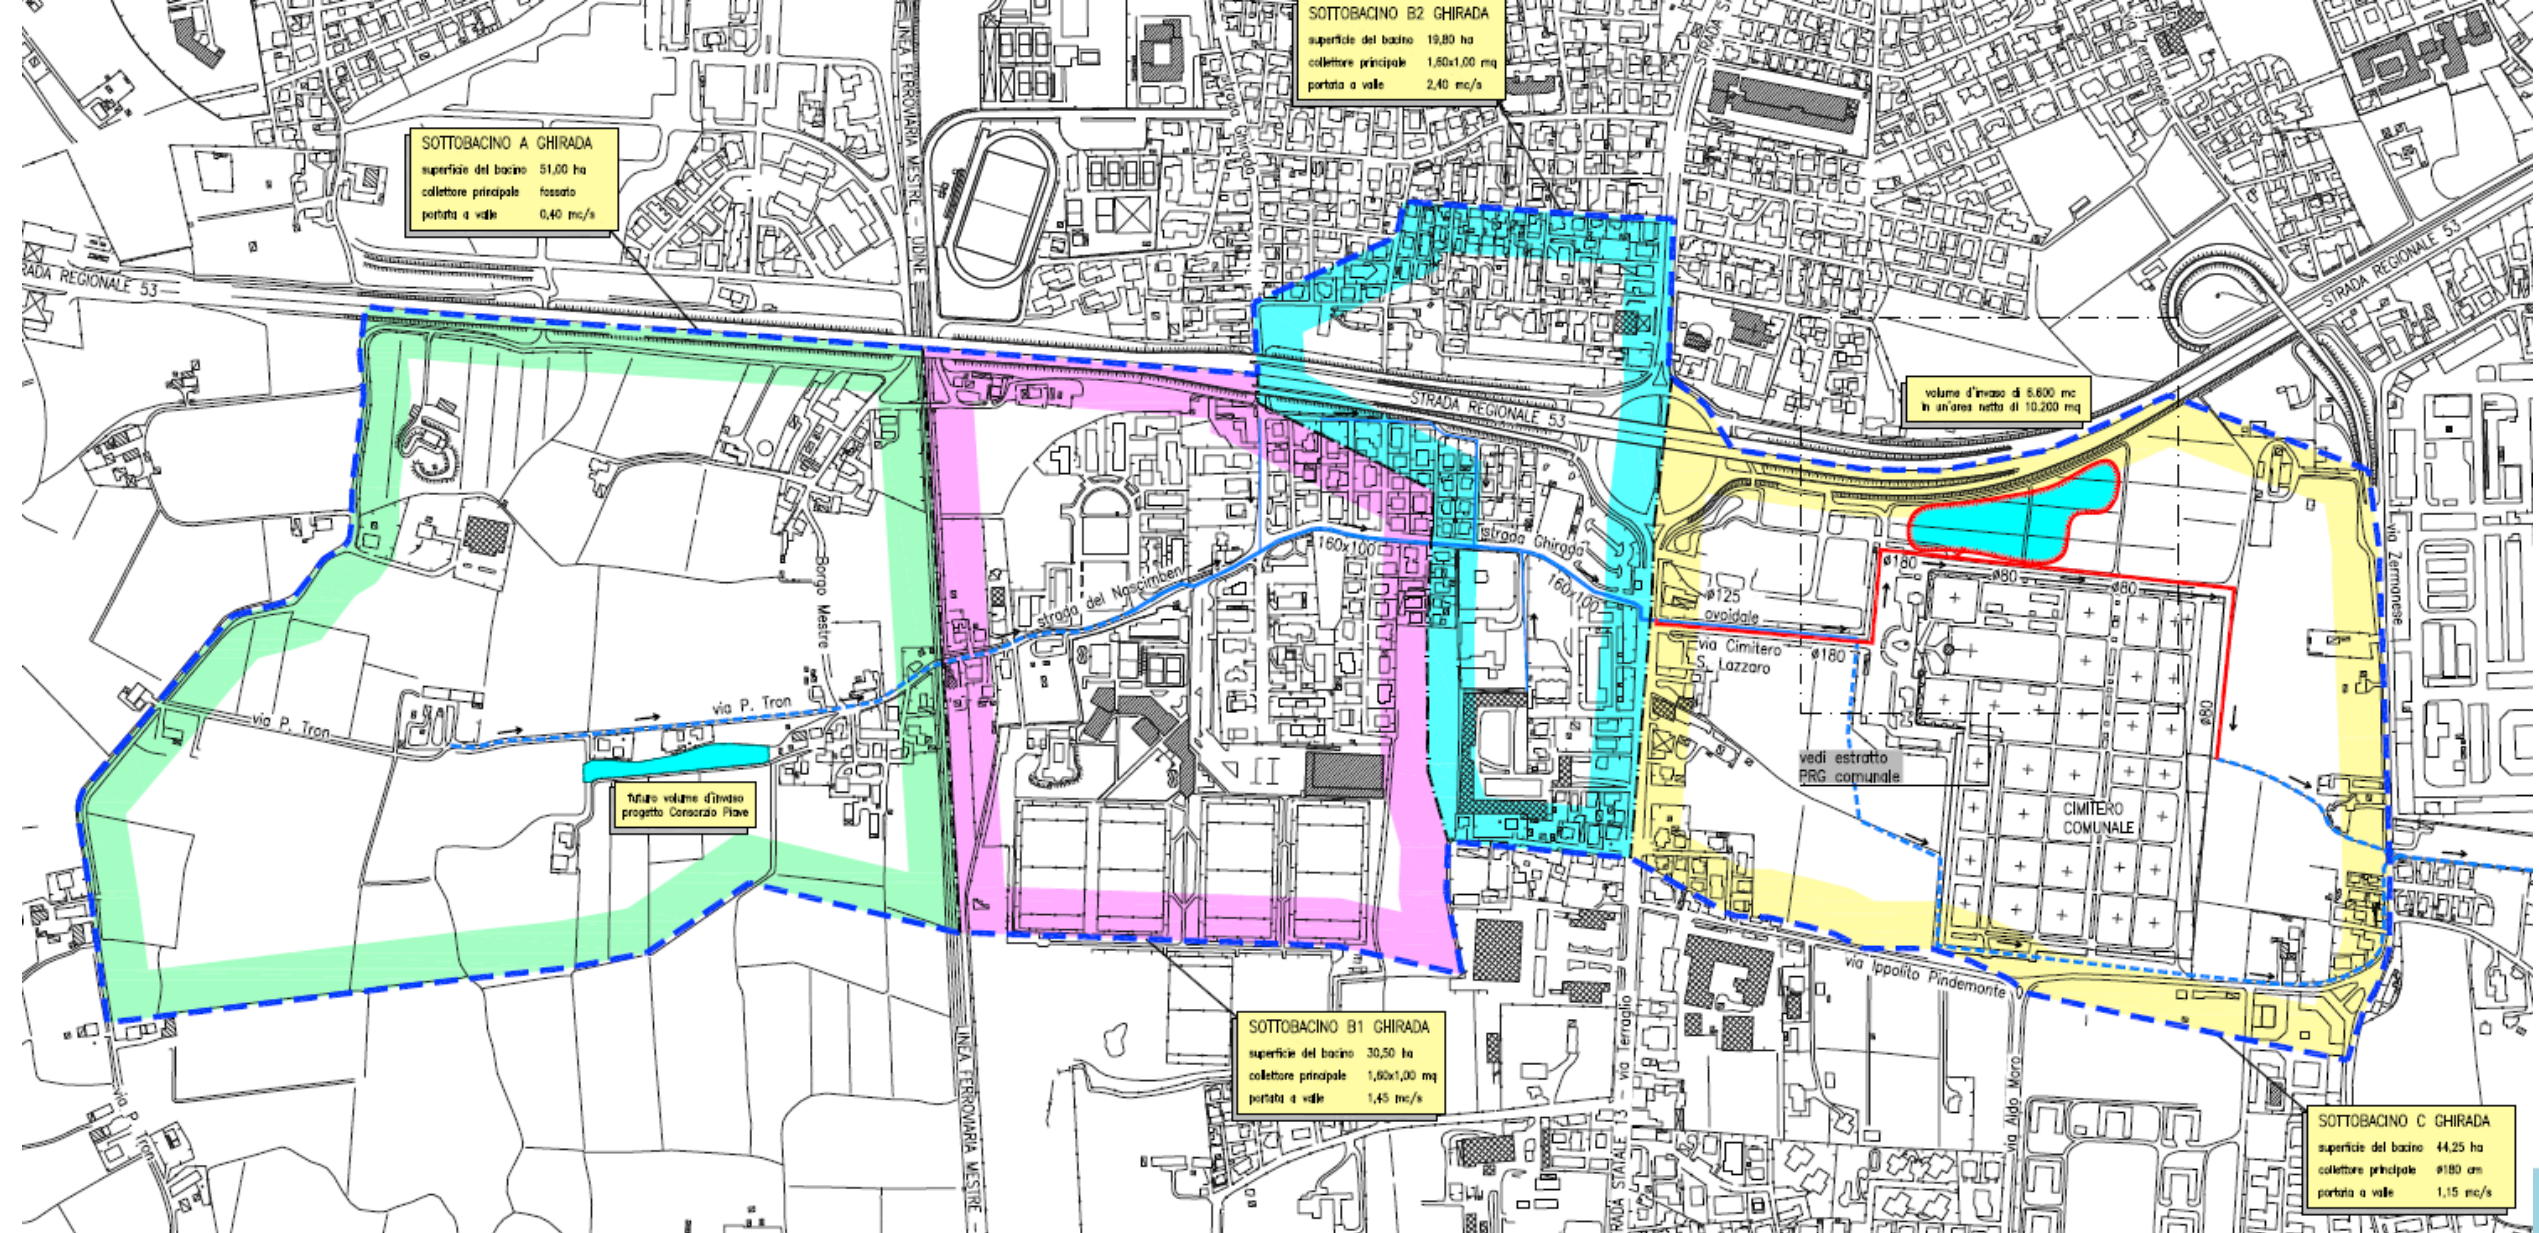 SOTTOBACINO B2 GHIRADA
superficie del bacino 19,80 ha
collettore principale 1,60x1,00 mq
portata a valle 2,40 mc/s
SOTTOBACINO A GHIRADA
superficie del bacino 51,00 ha
collettore principale fossato
portata a valle 0,40 mc/s
LINEA FERROVIARIA MESTRE - UDINE
strada Ghirada
RADA REGIONALE 53
STRADA REGIONALE 53
STRADA REGIONALE 53
volume d'invaso di 6.600 mc
in un'area netta di 10.200 mq
via Zermanese
strada Ghirada
160x100
160x100
strada del Nascimben
Borgo Mestre
ø180
ø80
ø80
ø125
ovoidale
via Cimitero
S. Lazzaro
ø180
ø80
via P. Tron
via P. Tron
vedi estratto
PRG comunale
futuro volume d'invaso
progetto Consorzio Piave
CIMITERO
COMUNALE
via Ippolito Pindemonte
via Aldo Moro
RADA STATALE 13 - via Terraglio
LINEA FERROVIARIA MESTRE -
via P. Tron
SOTTOBACINO B1 GHIRADA
superficie del bacino 30,50 ha
collettore principale 1,60x1,00 mq
portata a valle 1,45 mc/s
SOTTOBACINO C GHIRADA
superficie del bacino 44,25 ha
collettore principale ø180 cm
portata a valle 1,15 mc/s